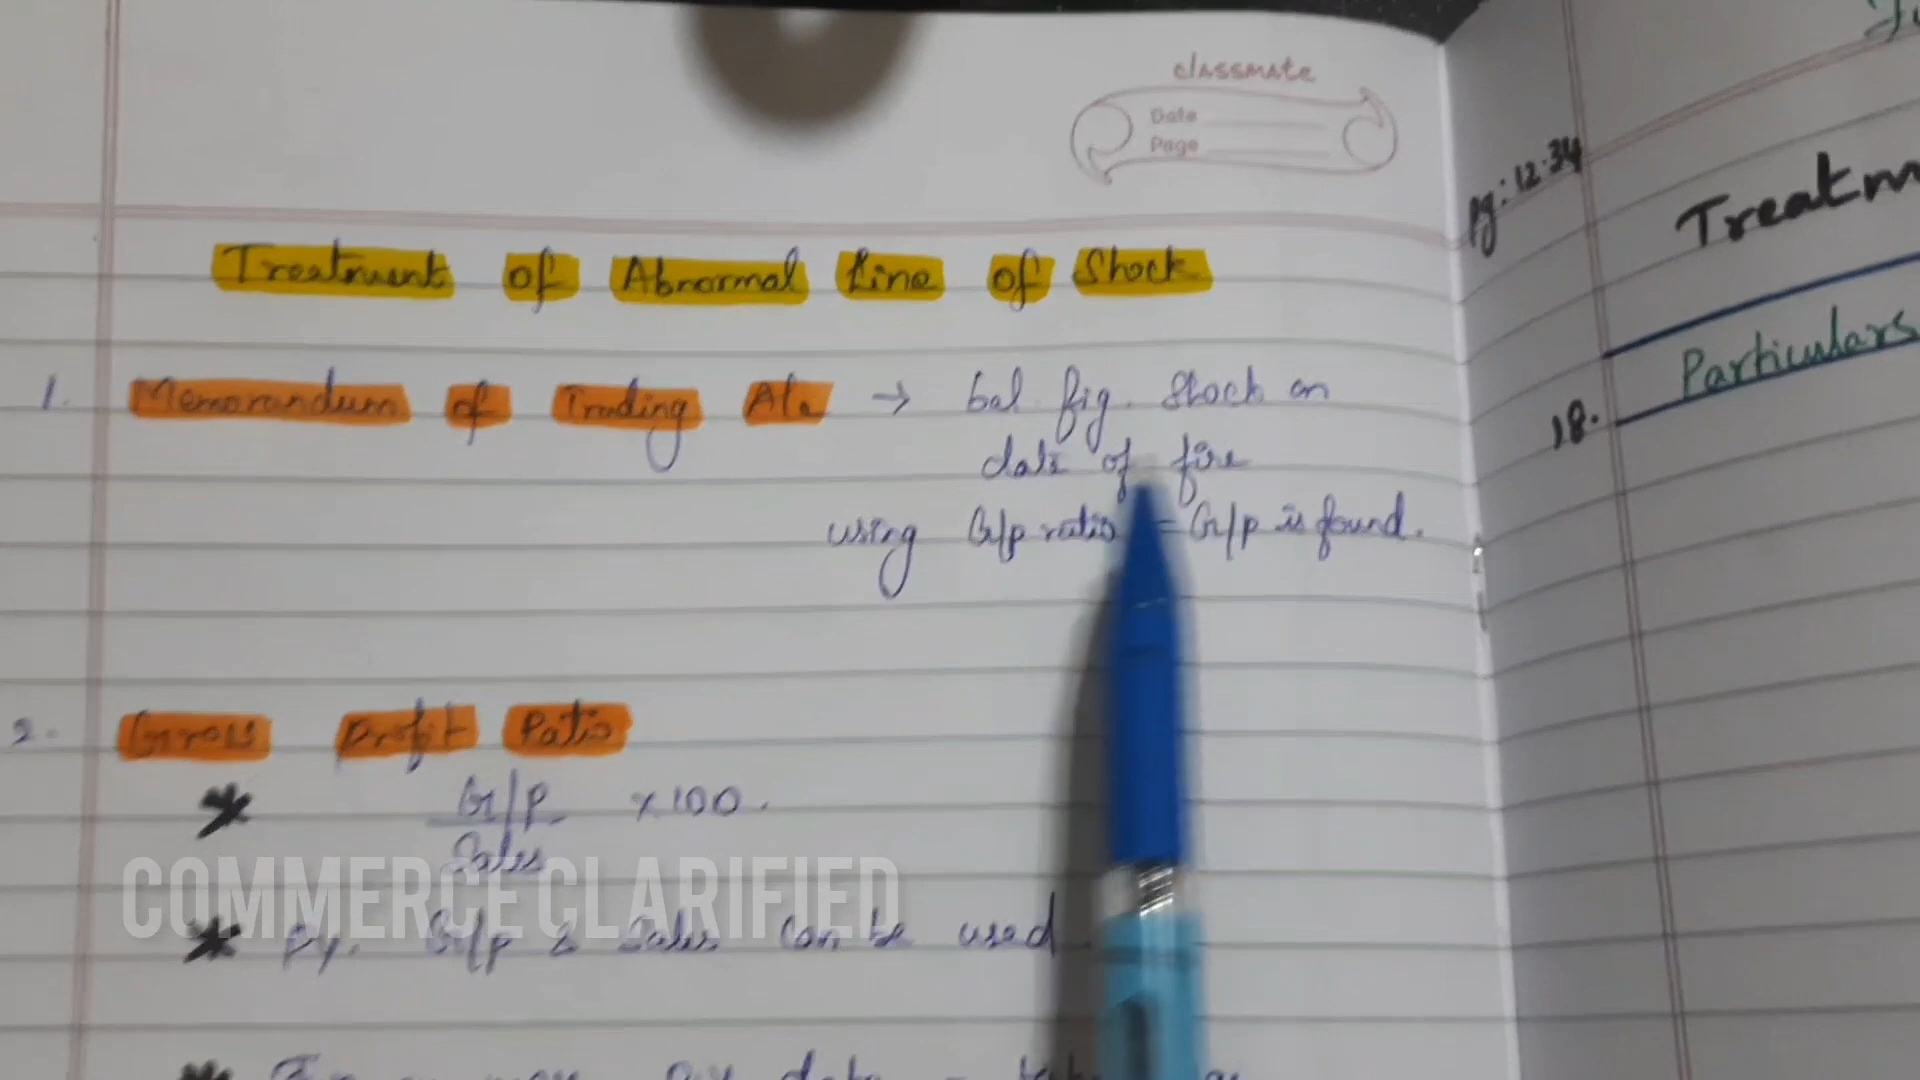 classmate
Date
Page
Treatment of Abnormal line of Stock
1. Memorandum of Trading A/c → bal. fig. Stock on
date of fire
using G/p ratio = G/p is found.
2. Gross Profit Ratio
* G/P × 100.
Sales
COMMERCE CLARIFIED
* Py. G/p & Sales can be used
pg: 12.34
Treatm
Particulars
18.